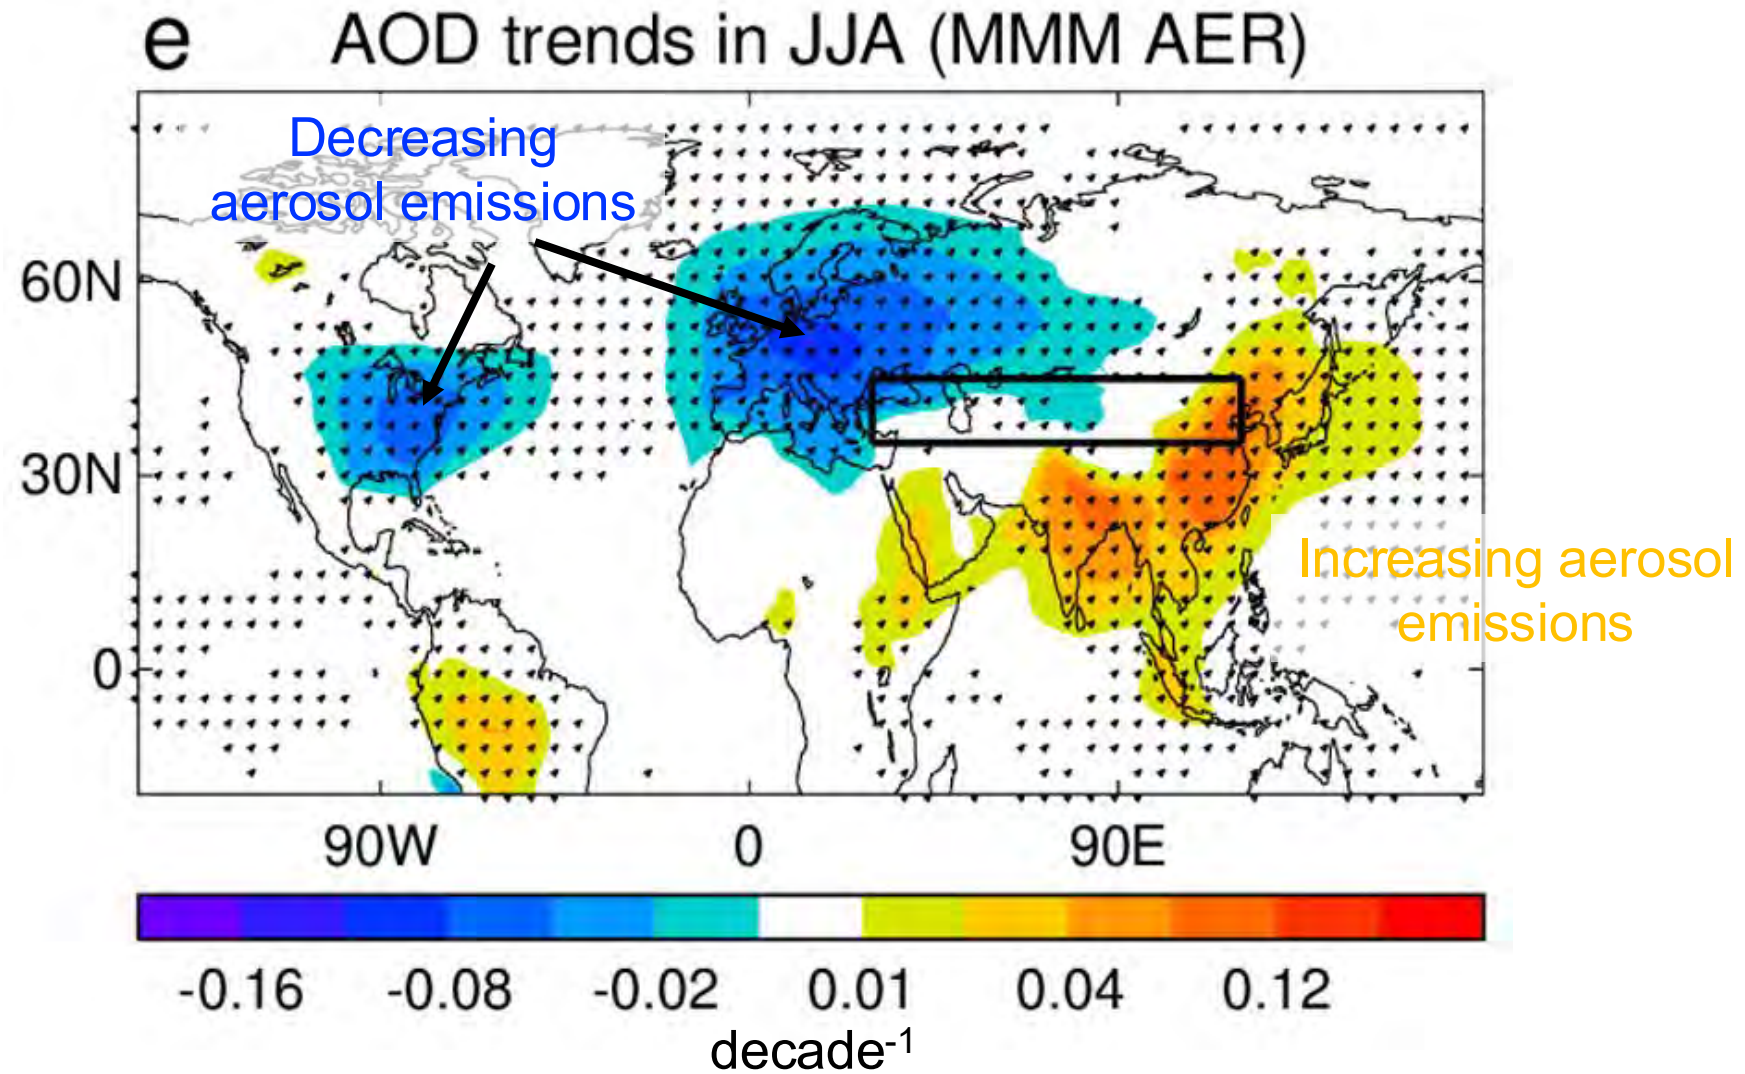 e AOD trends in JJA (MMM AER)
Decreasing
aerosol emissions
60N
30N
0
Increasing aerosol
emissions
90W 0 90E
-0.16 -0.08 -0.02 0.01 0.04 0.12
decade-1